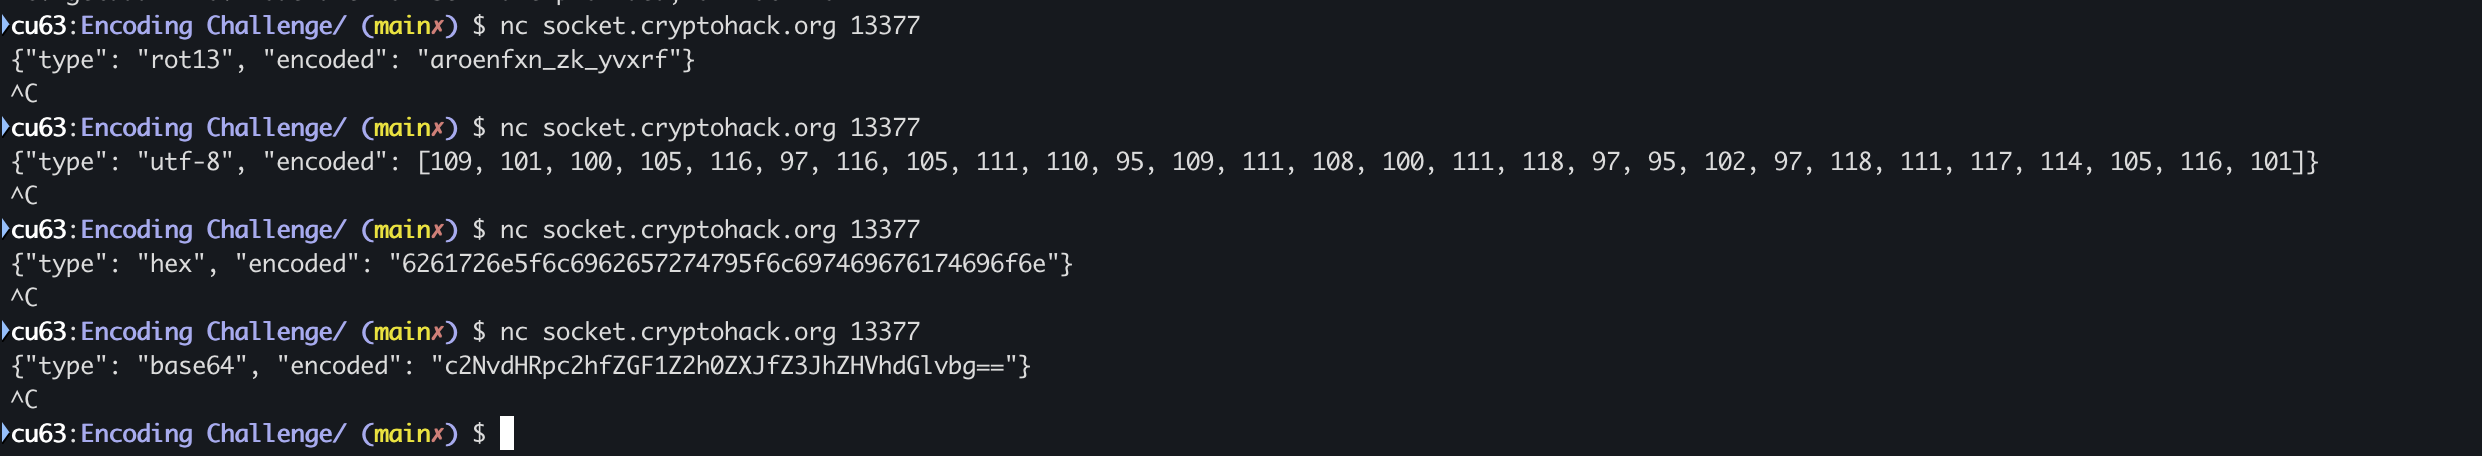 cu63:Encoding Challenge/ (main✗) $ nc socket.cryptohack.org 13377
{"type": "rot13", "encoded": "aroenfxn_zk_yvxrf"}
^C
cu63:Encoding Challenge/ (main✗) $ nc socket.cryptohack.org 13377
{"type": "utf-8", "encoded": [109, 101, 100, 105, 116, 97, 116, 105, 111, 110, 95, 109, 111, 108, 100, 111, 118, 97, 95, 102, 97, 118, 111, 117, 114, 105, 116, 101]}
^C
cu63:Encoding Challenge/ (main✗) $ nc socket.cryptohack.org 13377
{"type": "hex", "encoded": "6261726e5f6c6962657274795f6c697469676174696f6e"}
^C
cu63:Encoding Challenge/ (main✗) $ nc socket.cryptohack.org 13377
{"type": "base64", "encoded": "c2NvdHRpc2hfZGF1Z2h0ZXJfZ3JhZHVhdGlvbg=="}
^C
cu63:Encoding Challenge/ (main✗) $